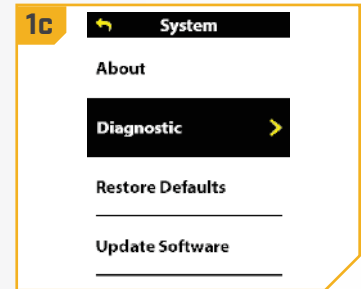 1c
System
About
Diagnostic
Restore Defaults
Update Software